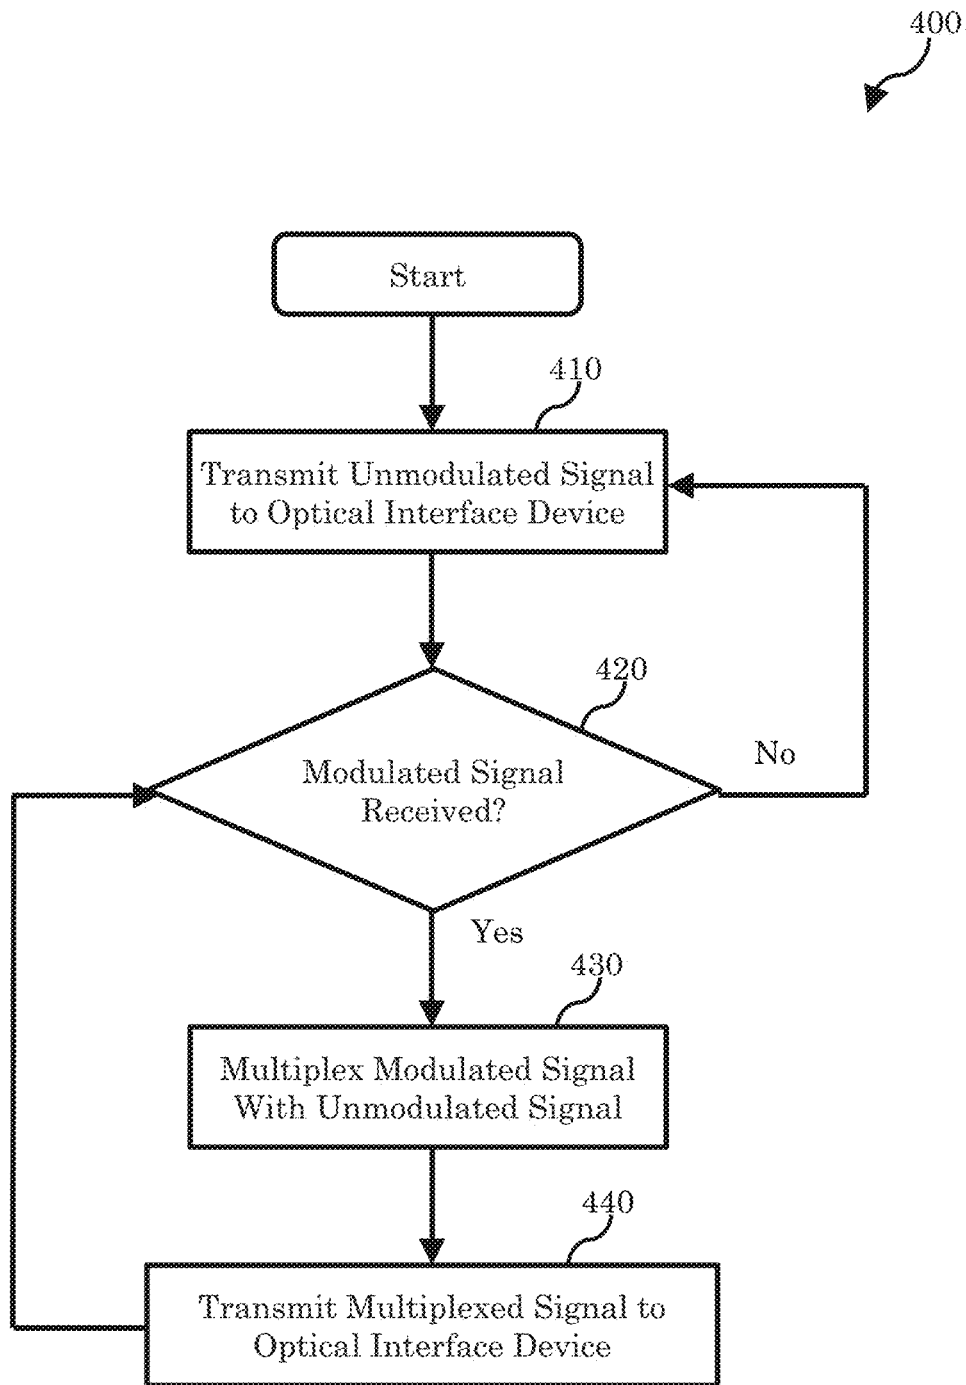 400
Start
410
Transmit Unmodulated Signal
to Optical Interface Device
420
No
Modulated Signal
Received?
Yes
430
Multiplex Modulated Signal
With Unmodulated Signal
440
Transmit Multiplexed Signal to
Optical Interface Device